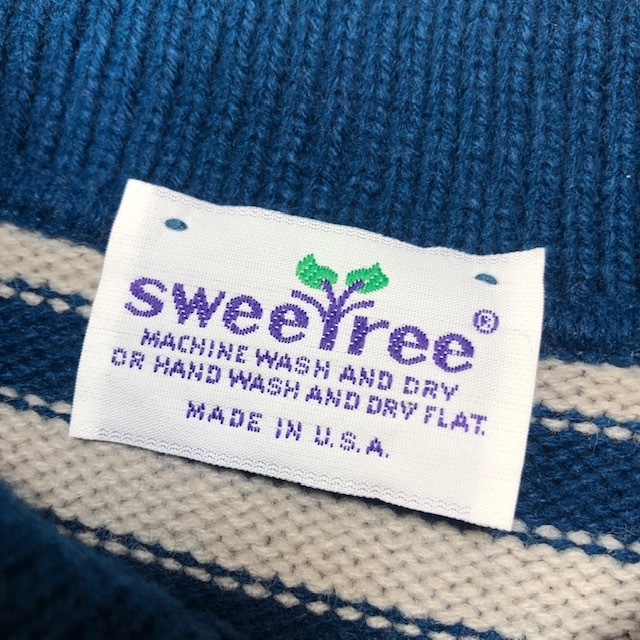 sweetree®
MACHINE WASH AND DRY
OR HAND WASH AND DRY FLAT.
MADE IN U.S.A.